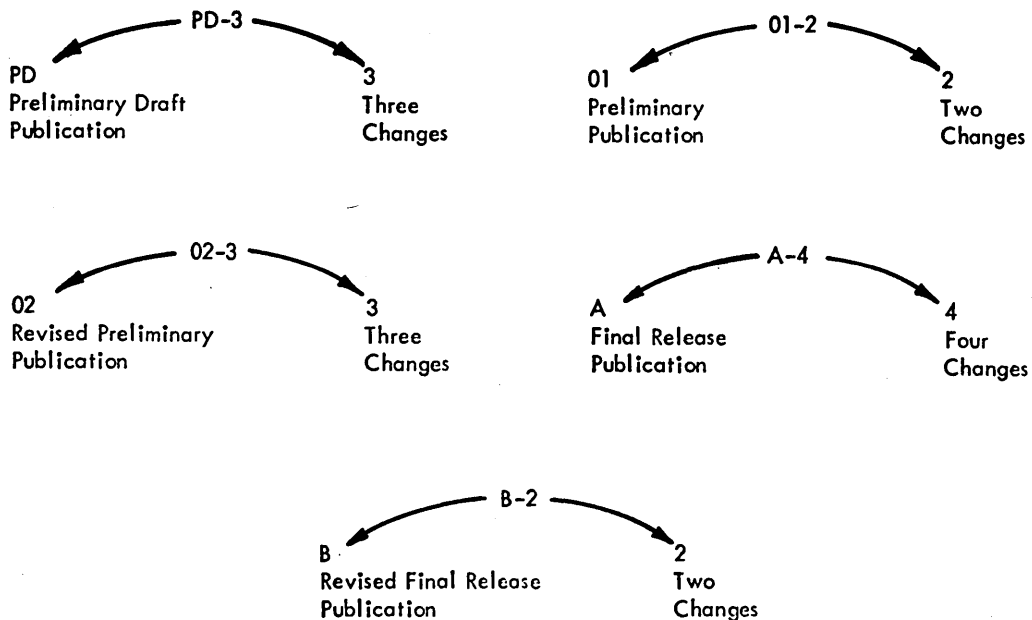 PD-3
PD
Preliminary Draft
Publication
3
Three
Changes
01-2
01
Preliminary
Publication
2
Two
Changes
02-3
02
Revised Preliminary
Publication
3
Three
Changes
A-4
A
Final Release
Publication
4
Four
Changes
B-2
B
Revised Final Release
Publication
2
Two
Changes